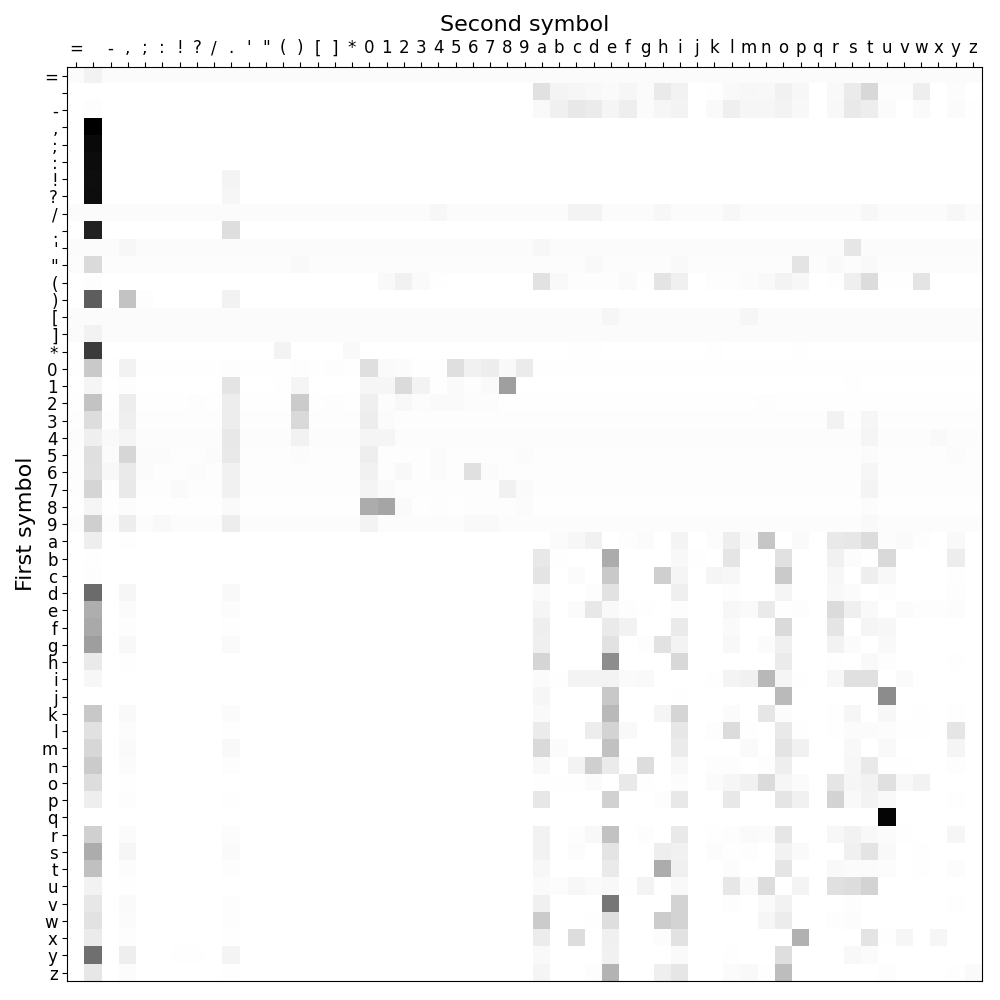 Second symbol
= - , ; : ! ? / . ' " ( ) [ ] * 0 1 2 3 4 5 6 7 8 9 a b c d e f g h i j k l m n o p q r s t u v w x y z
First symbol
=
-
,
;
:
!
?
/
.
'
"
(
)
[
]
*
0
1
2
3
4
5
6
7
8
9
a
b
c
d
e
f
g
h
i
j
k
l
m
n
o
p
q
r
s
t
u
v
w
x
y
z